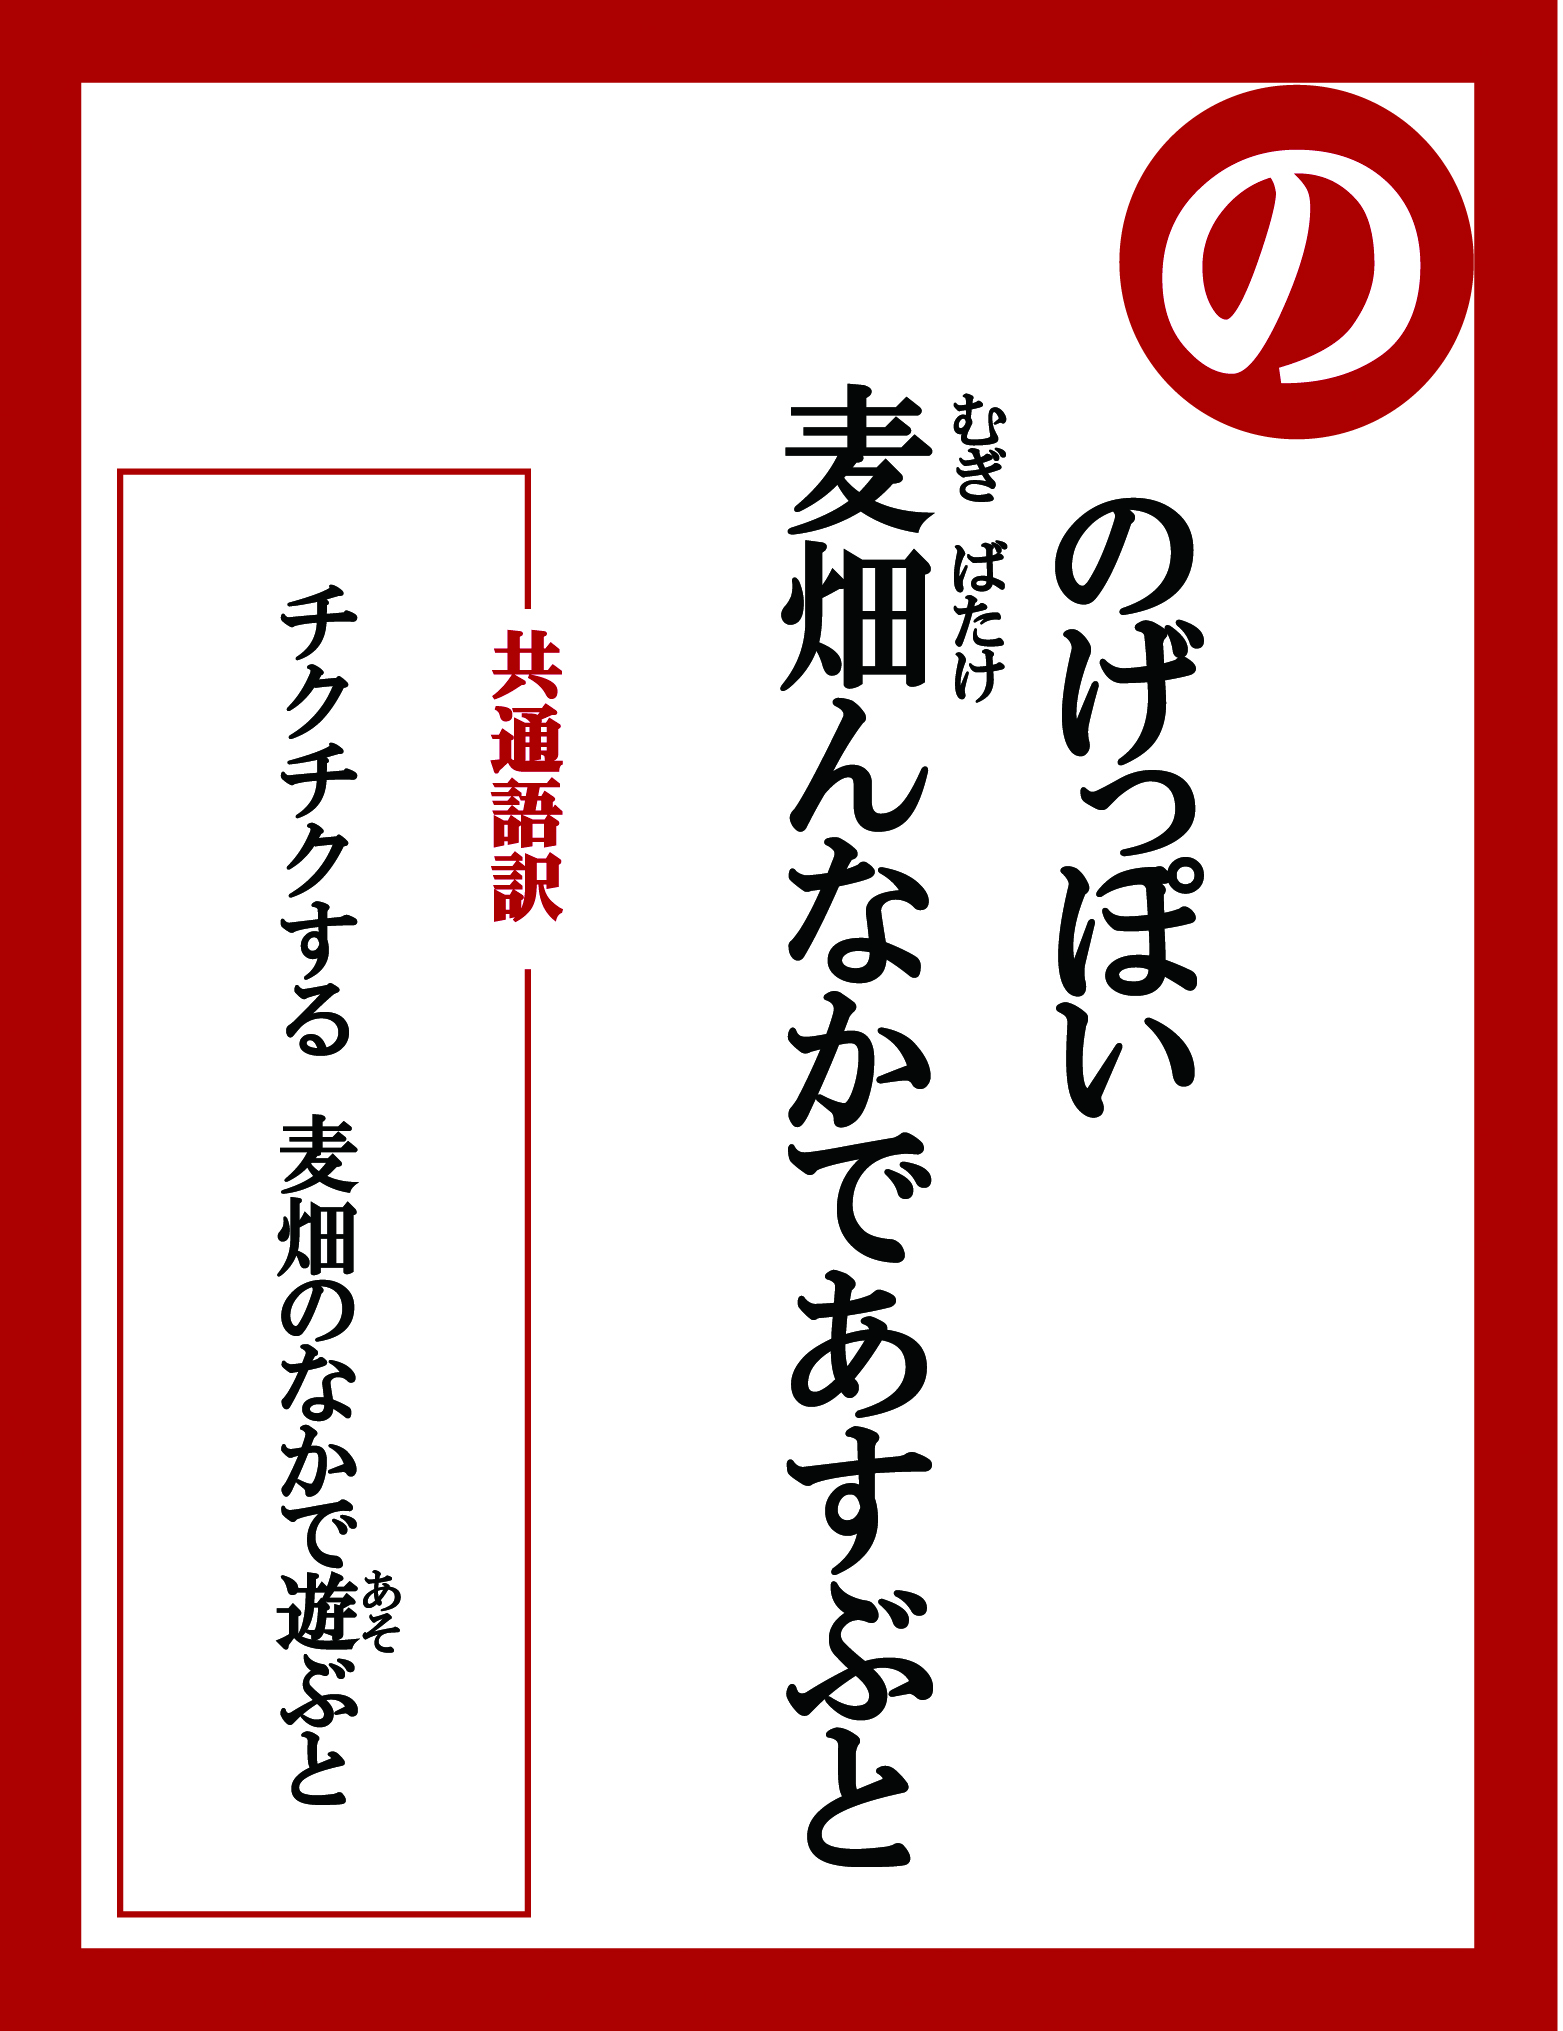 の
のげっぽい
麦畑んなかであすぶと
むぎ ばたけ
共通語訳
チクチクする 麦畑のなかで遊ぶと
あそ